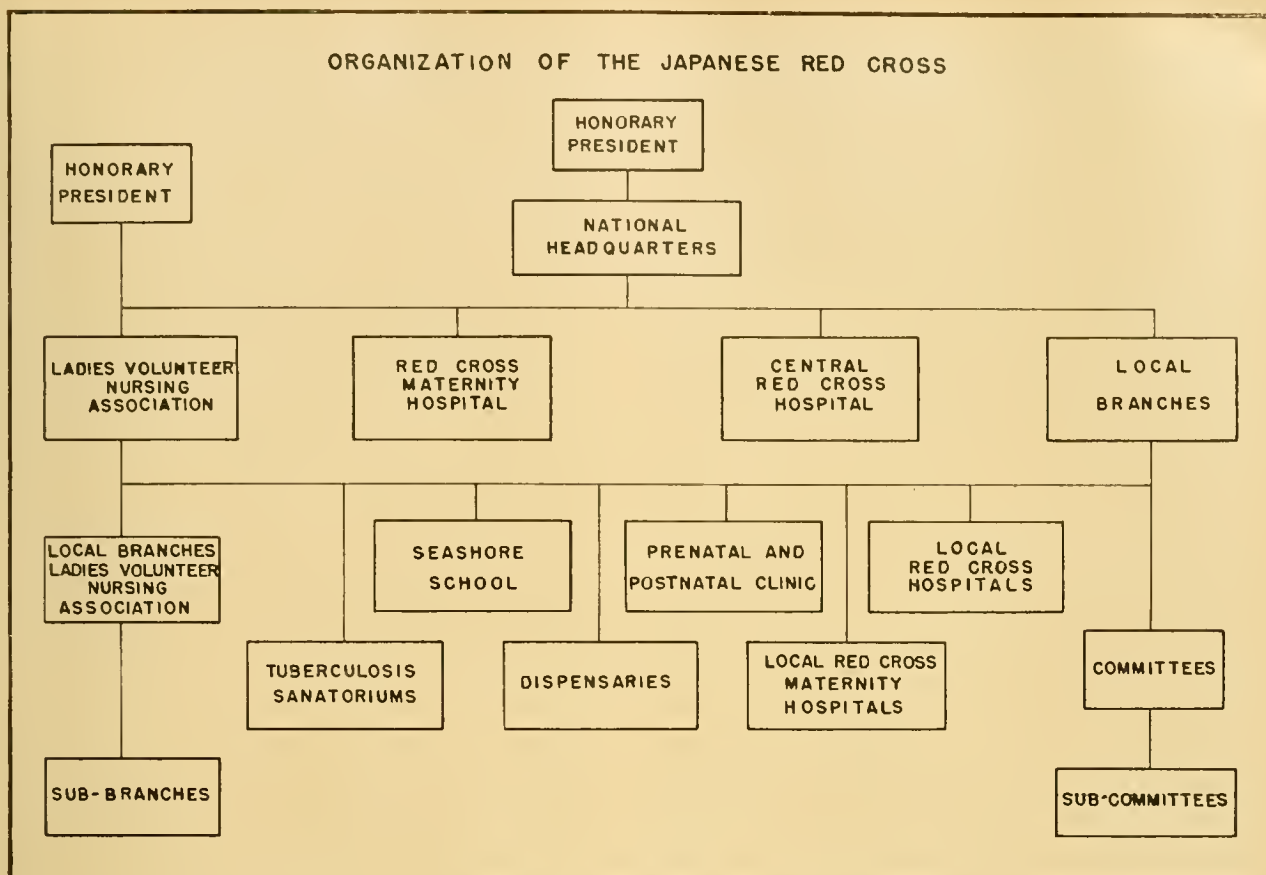 ORGANIZATION OF THE JAPANESE RED CROSS
HONORARY
PRESIDENT
HONORARY
PRESIDENT
NATIONAL
HEADQUARTERS
LADIES VOLUNTEER
NURSING
ASSOCIATION
RED CROSS
MATERNITY
HOSPITAL
CENTRAL
RED CROSS
HOSPITAL
LOCAL
BRANCHES
LOCAL BRANCHES
LADIES VOLUNTEER
NURSING
ASSOCIATION
SEASHORE
SCHOOL
PRENATAL AND
POSTNATAL CLINIC
LOCAL
RED CROSS
HOSPITALS
TUBERCULOSIS
SANATORIUMS
DISPENSARIES
LOCAL RED CROSS
MATERNITY
HOSPITALS
COMMITTEES
SUB-BRANCHES
SUB-COMMITTEES